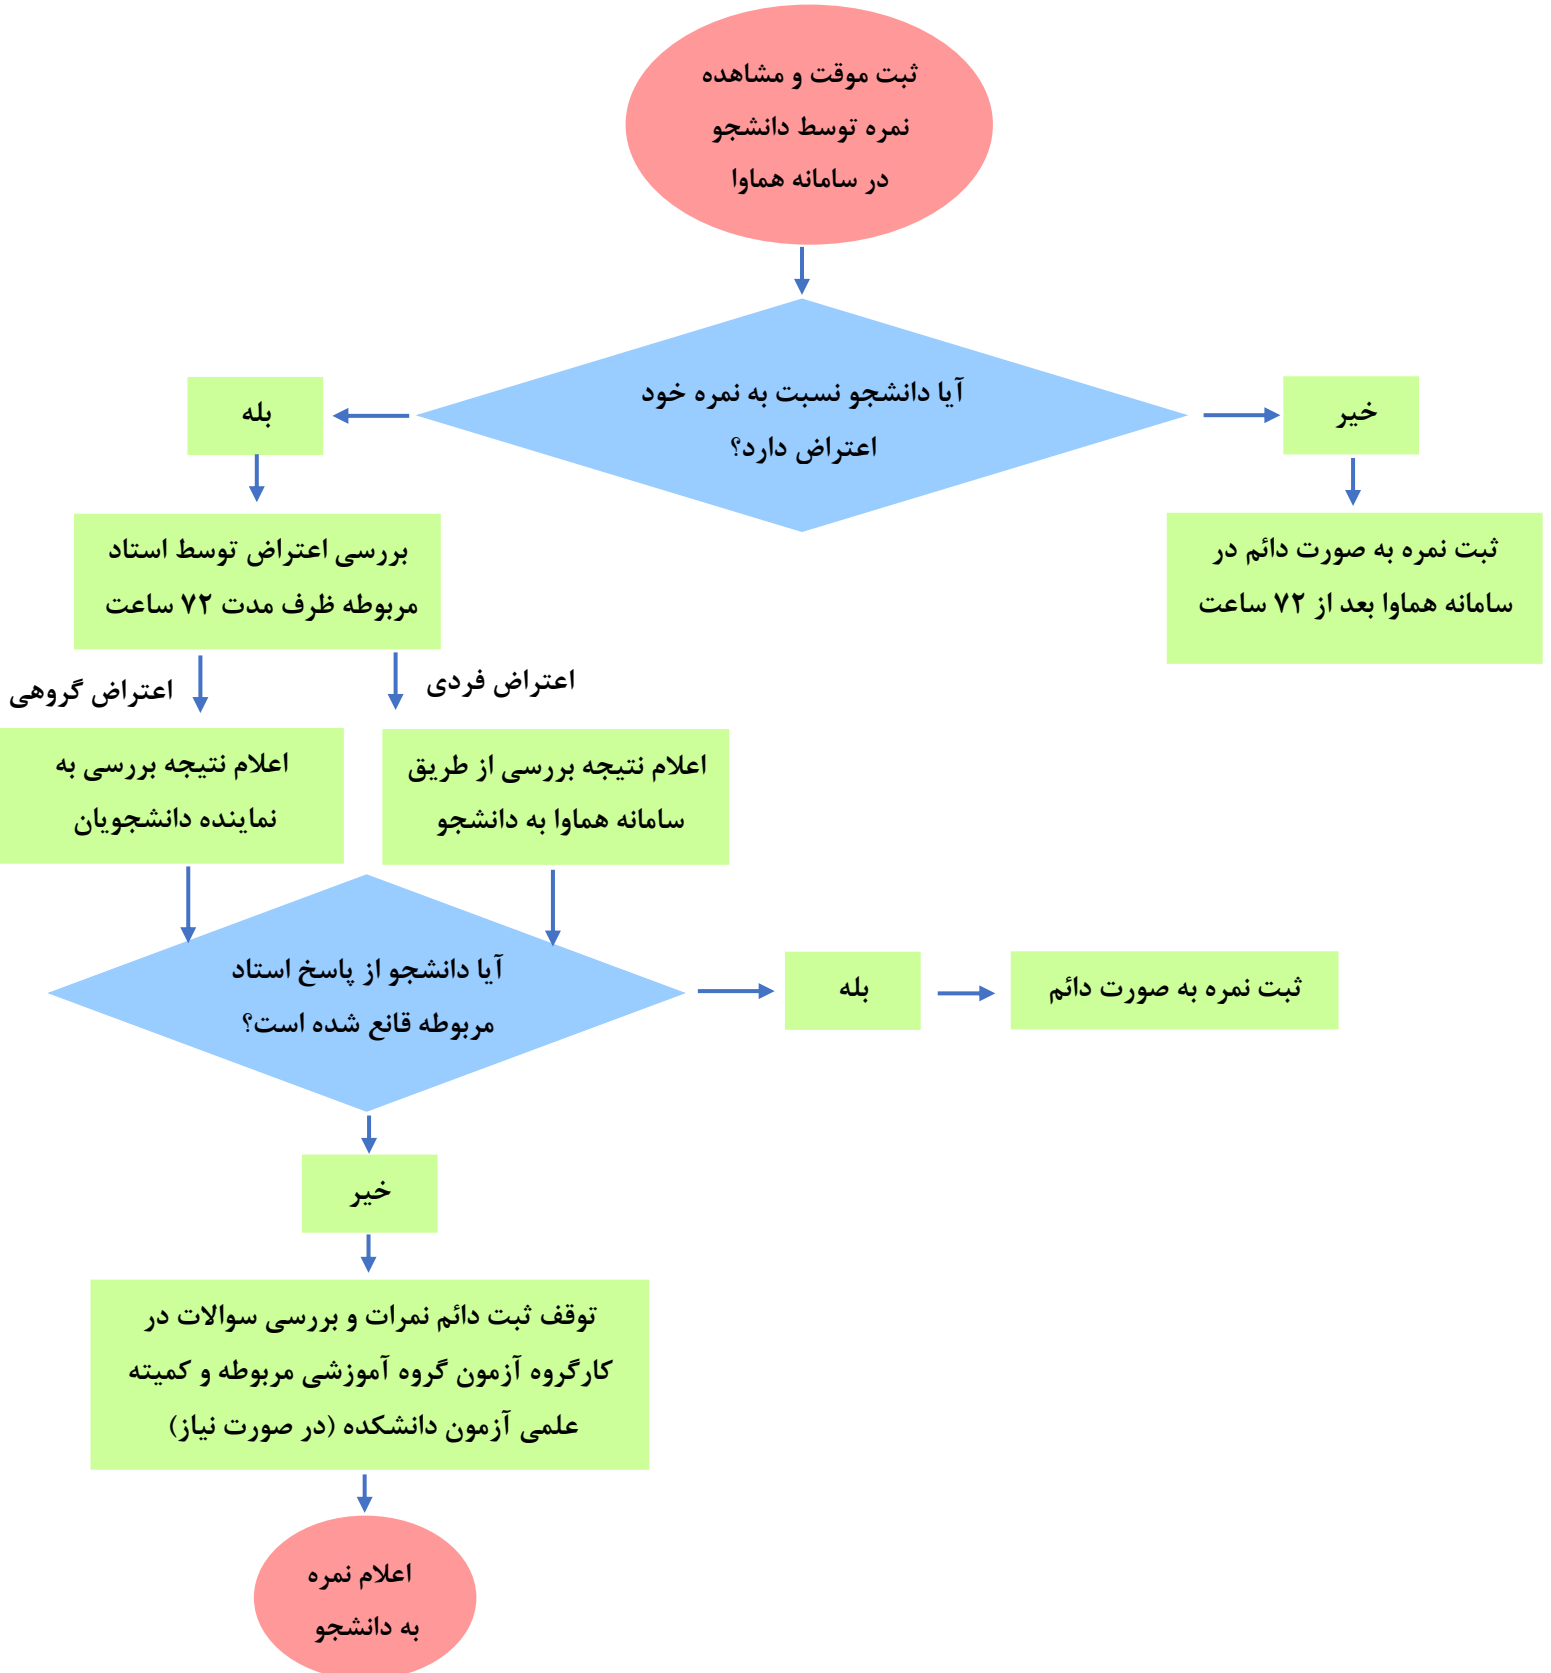 ثبت موقت و مشاهده
نمره توسط دانشجو
در سامانه هماوا
آیا دانشجو نسبت به نمره خود
اعتراض دارد؟
خیر
بله
ثبت نمره به صورت دائم در
سامانه هماوا بعد از ۷۲ ساعت
بررسی اعتراض توسط استاد
مربوطه ظرف مدت ۷۲ ساعت
اعتراض فردی
اعتراض گروهی
اعلام نتیجه بررسی از طریق
سامانه هماوا به دانشجو
اعلام نتیجه بررسی به
نماینده دانشجویان
آیا دانشجو از پاسخ استاد
مربوطه قانع شده است؟
بله
ثبت نمره به صورت دائم
خیر
توقف ثبت دائم نمرات و بررسی سوالات در
کارگروه آزمون گروه آموزشی مربوطه و کمیته
علمی آزمون دانشکده (در صورت نیاز)
اعلام نمره
به دانشجو